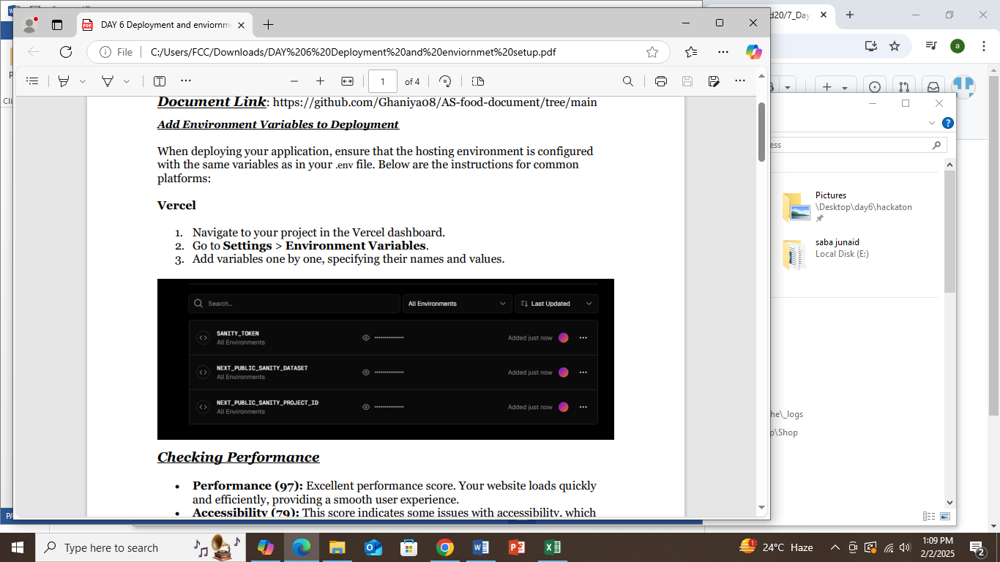 DAY 6 Deployment and enviornm
d20/7_Day
File
C:/Users/FCC/Downloads/DAY%206%20Deployment%20and%20enviornmet%20setup.pdf
a
1
of 4
Cli
Document Link: https://github.com/Ghaniya08/AS-food-document/tree/main
Add Environment Variables to Deployment
When deploying your application, ensure that the hosting environment is configured
with the same variables as in your .env file. Below are the instructions for common
platforms:
Vercel
1. Navigate to your project in the Vercel dashboard.
2. Go to Settings > Environment Variables.
3. Add variables one by one, specifying their names and values.
Search...
All Environments
Last Updated
SANITY_TOKEN
All Environments
Added just now
NEXT_PUBLIC_SANITY_DATASET
All Environments
Added just now
NEXT_PUBLIC_SANITY_PROJECT_ID
All Environments
Added just now
Checking Performance
• Performance (97): Excellent performance score. Your website loads quickly
and efficiently, providing a smooth user experience.
• Accessibility (79): This score indicates some issues with accessibility, which
ess
Pictures
\Desktop\day6\hackaton
saba junaid
Local Disk (E:)
he\_logs
p\Shop
PA
Type here to search
1
24°C Haze
1:09 PM
2/2/2025
2